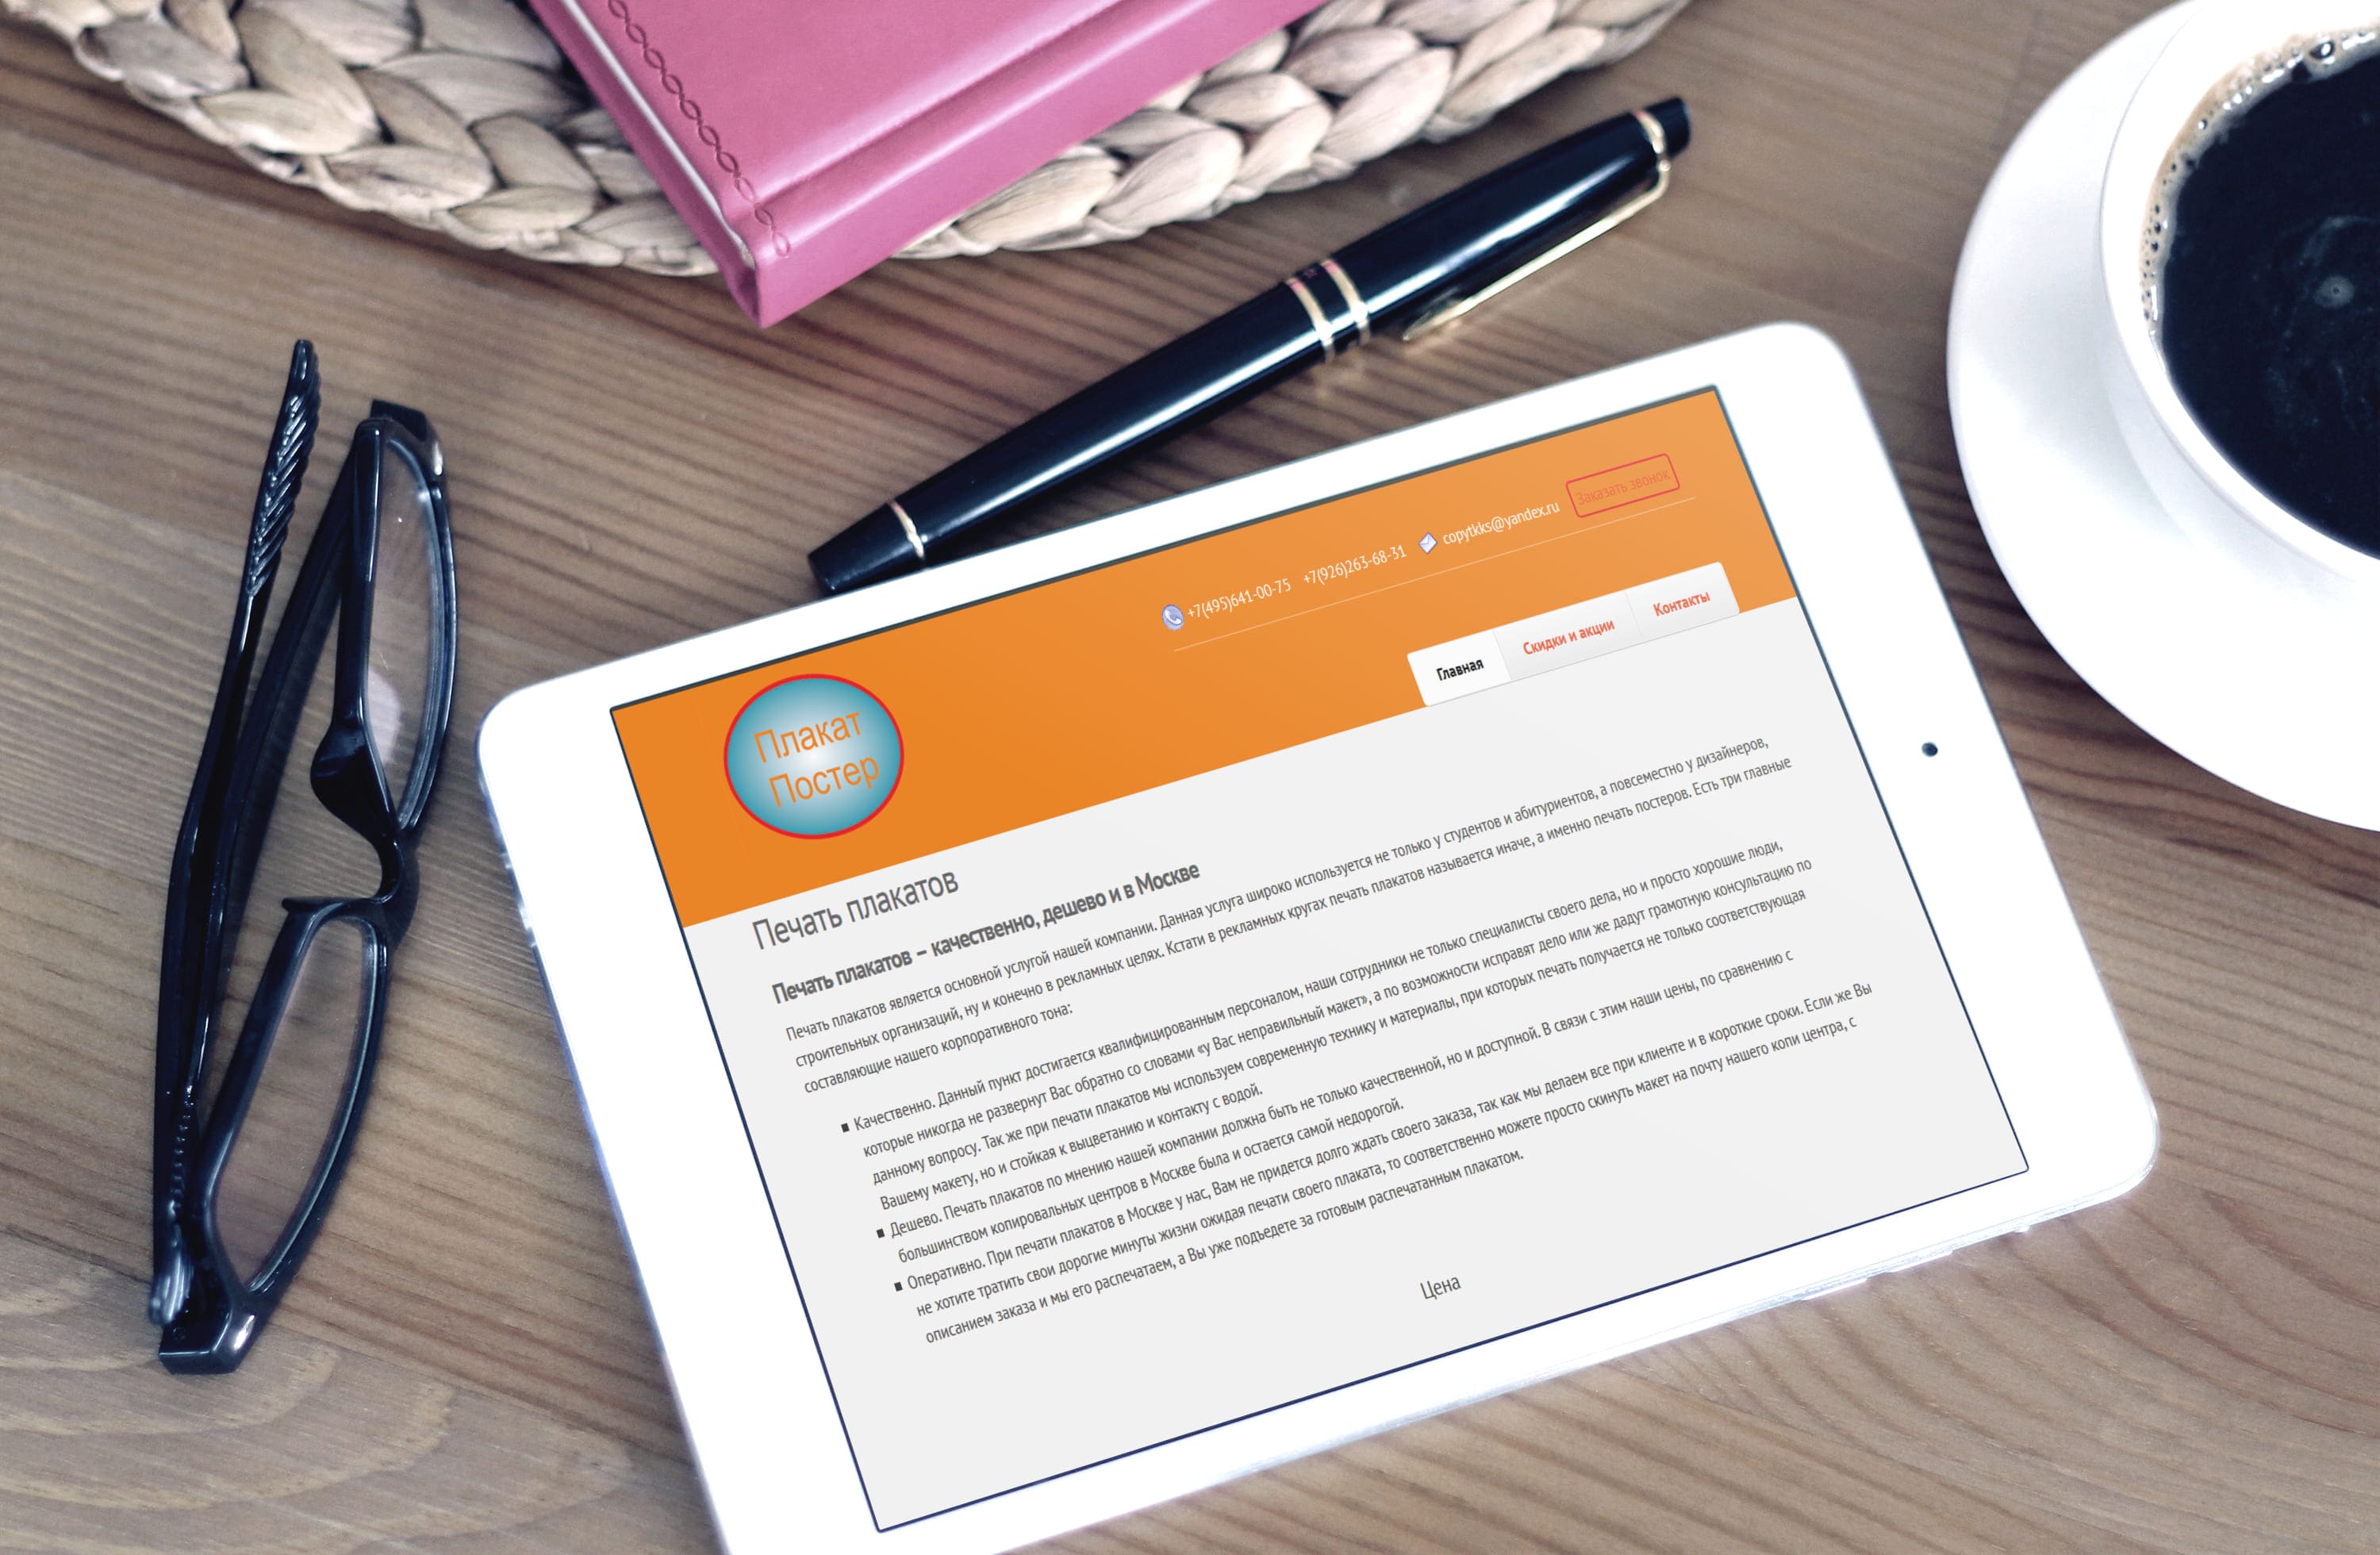 +7(495)641-00-75 +7(926)263-68-31 copytkks@yandex.ru Заказать звонок
Главная Скидки и акции Контакты
Плакат
Постер
Печать плакатов
Печать плакатов – качественно, дешево и в Москве
Печать плакатов является основной услугой нашей компании. Данная услуга широко используется не только у студентов и абитуриентов, а повсеместно у дизайнеров,
строительных организаций, ну и конечно в рекламных целях. Кстати в рекламных кругах печать плакатов называется иначе, а именно печать постеров. Есть три главные
составляющие нашего корпоративного тона:
▪ Качественно. Данный пункт достигается квалифицированным персоналом, наши сотрудники не только специалисты своего дела, но и просто хорошие люди,
которые никогда не развернут Вас обратно со словами «у Вас неправильный макет», а по возможности исправят дело или же дадут грамотную консультацию по
данному вопросу. Так же при печати плакатов мы используем современную технику и материалы, при которых печать получается не только соответствующая
Вашему макету, но и стойкая к выцветанию и контакту с водой.
▪ Дешево. Печать плакатов по мнению нашей компании должна быть не только качественной, но и доступной. В связи с этим наши цены, по сравнению с
большинством копировальных центров в Москве была и остается самой недорогой.
▪ Оперативно. При печати плакатов в Москве у нас, Вам не придется долго ждать своего заказа, так как мы делаем все при клиенте и в короткие сроки. Если же Вы
не хотите тратить свои дорогие минуты жизни ожидая печати своего плаката, то соответственно можете просто скинуть макет на почту нашего копи центра, с
описанием заказа и мы его распечатаем, а Вы уже подъедете за готовым распечатанным плакатом.
Цена